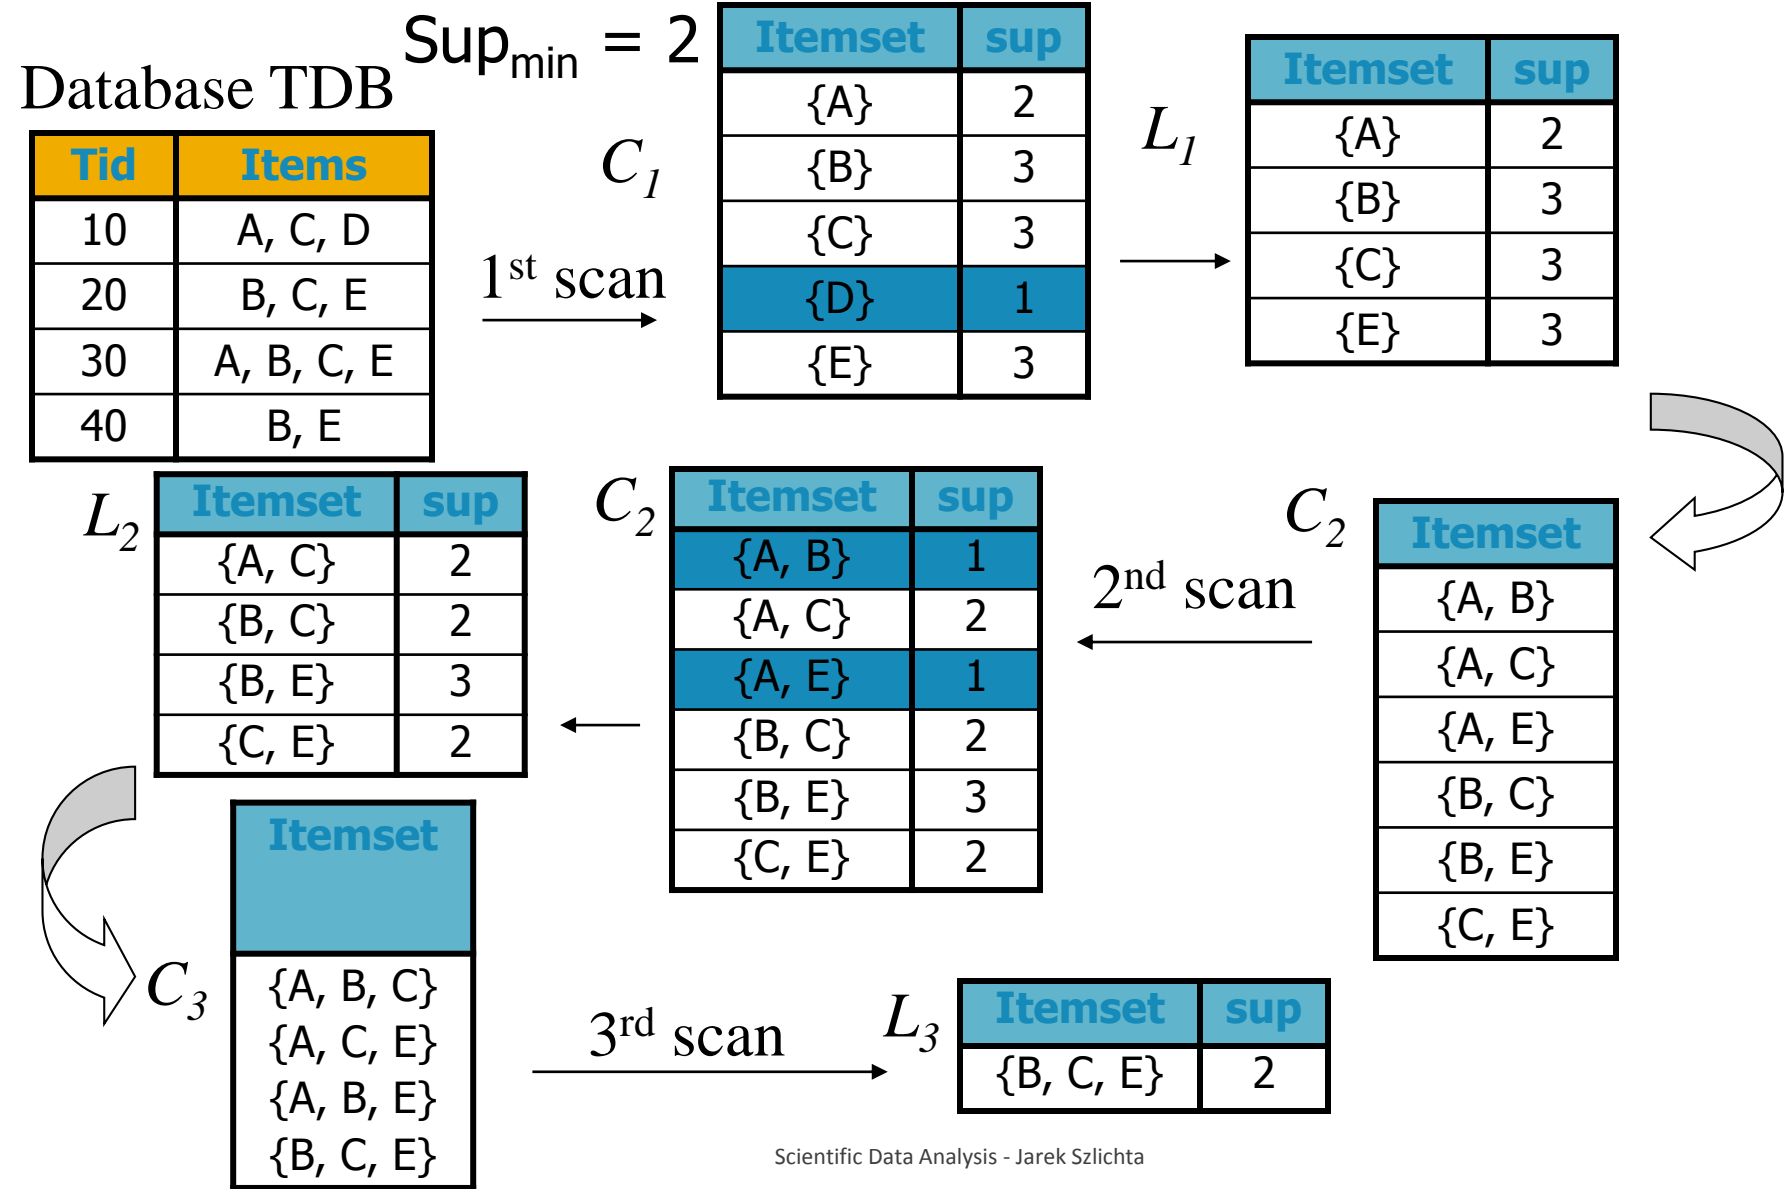 Sup_min = 2
Database TDB
Tid Items
10 A, C, D
20 B, C, E
30 A, B, C, E
40 B, E
1st scan
C1
Itemset sup
{A} 2
{B} 3
{C} 3
{D} 1
{E} 3
L1
Itemset sup
{A} 2
{B} 3
{C} 3
{E} 3
C2
Itemset
{A, B}
{A, C}
{A, E}
{B, C}
{B, E}
{C, E}
2nd scan
C2
Itemset sup
{A, B} 1
{A, C} 2
{A, E} 1
{B, C} 2
{B, E} 3
{C, E} 2
L2
Itemset sup
{A, C} 2
{B, C} 2
{B, E} 3
{C, E} 2
C3
Itemset
{A, B, C}
{A, C, E}
{A, B, E}
{B, C, E}
3rd scan
L3
Itemset sup
{B, C, E} 2
Scientific Data Analysis - Jarek Szlichta